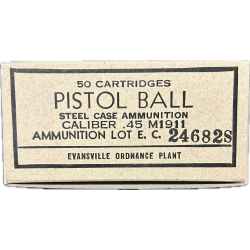 50 CARTRIDGES
PISTOL BALL
STEEL CASE AMMUNITION
CALIBER .45 M1911
AMMUNITION LOT E. C. 24682S
EVANSVILLE ORDNANCE PLANT